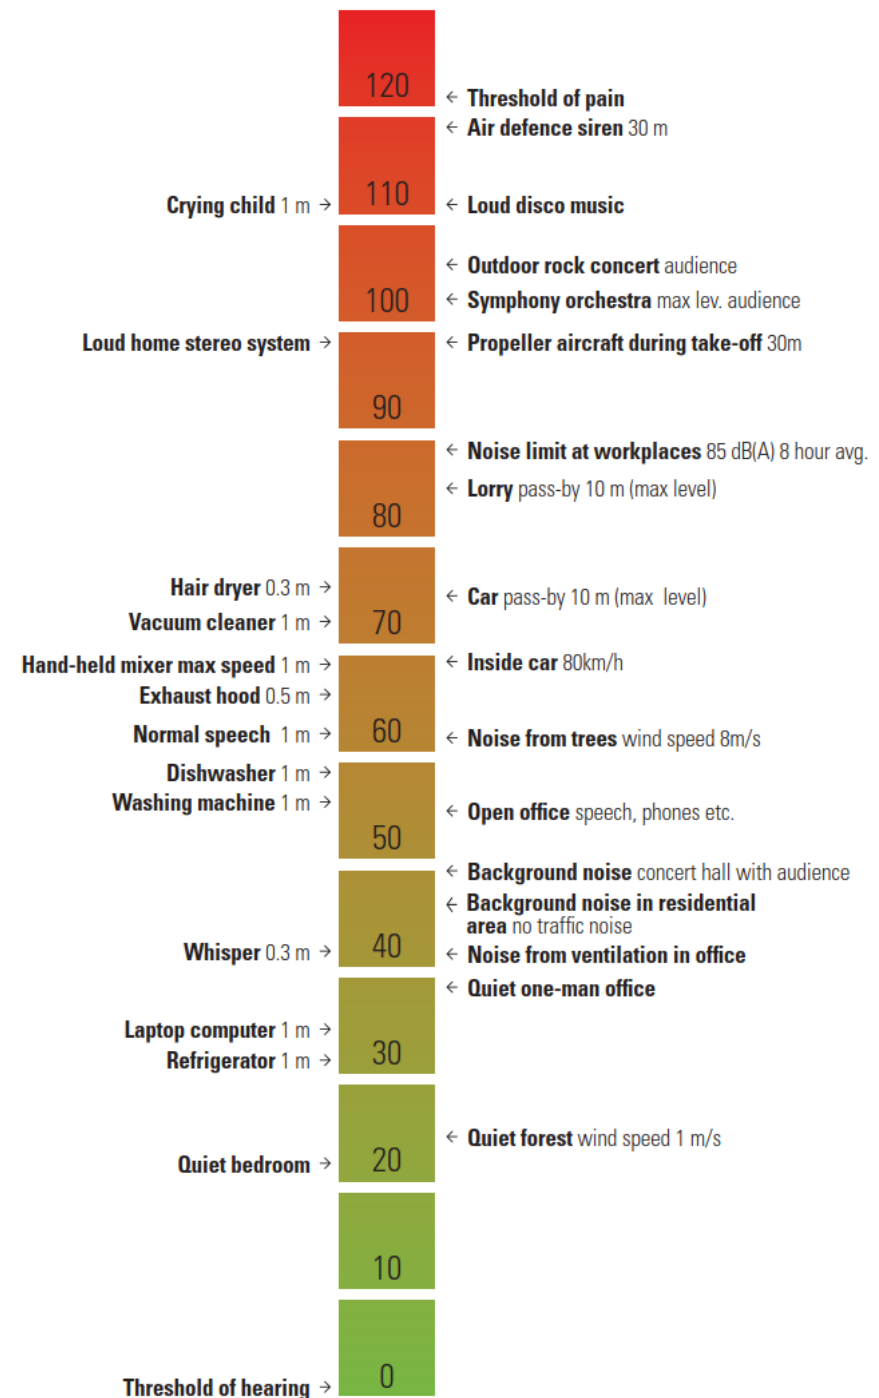 120
← Threshold of pain
← Air defence siren 30 m
110
Crying child 1 m →
← Loud disco music
← Outdoor rock concert audience
100
← Symphony orchestra max lev. audience
Loud home stereo system →
← Propeller aircraft during take-off 30m
90
← Noise limit at workplaces 85 dB(A) 8 hour avg.
← Lorry pass-by 10 m (max level)
80
Hair dryer 0.3 m →
← Car pass-by 10 m (max level)
Vacuum cleaner 1 m →
70
Hand-held mixer max speed 1 m →
← Inside car 80km/h
Exhaust hood 0.5 m →
Normal speech 1 m →
60
← Noise from trees wind speed 8m/s
Dishwasher 1 m →
Washing machine 1 m →
← Open office speech, phones etc.
50
← Background noise concert hall with audience
← Background noise in residential
area no traffic noise
Whisper 0.3 m →
40
← Noise from ventilation in office
← Quiet one-man office
Laptop computer 1 m →
Refrigerator 1 m →
30
← Quiet forest wind speed 1 m/s
Quiet bedroom →
20
10
0
Threshold of hearing →